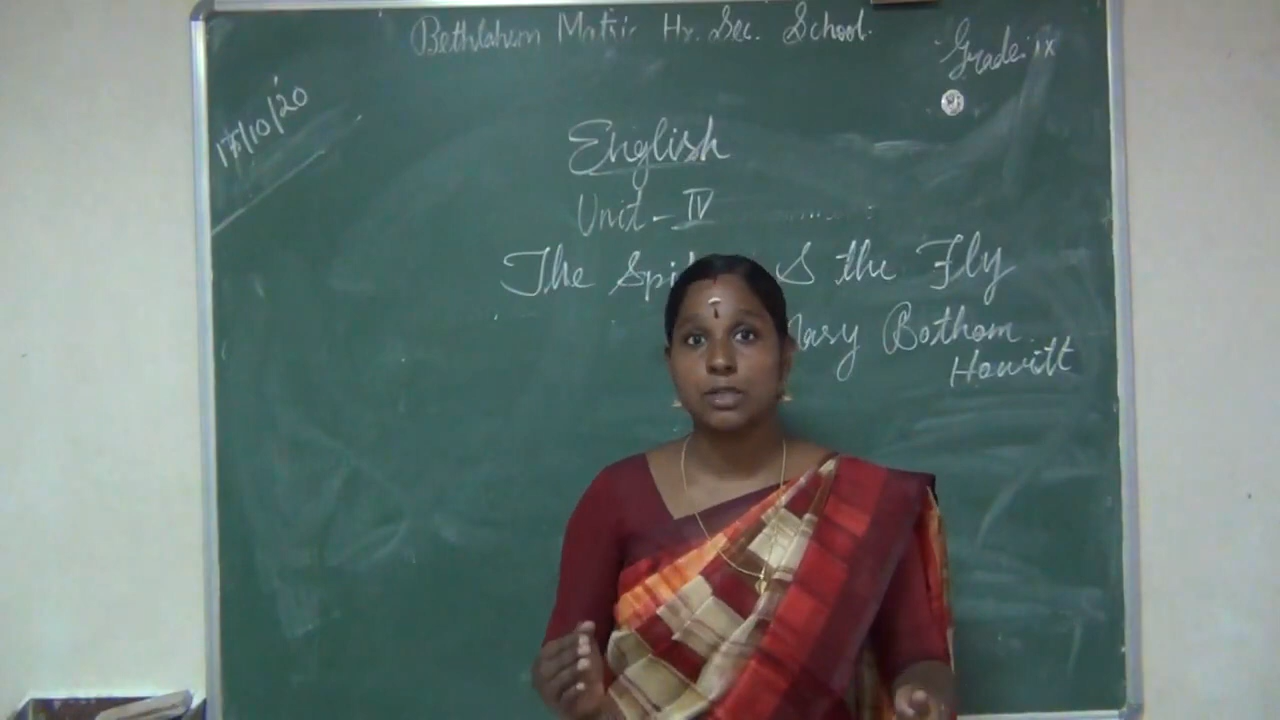 Bethlahem Matric Hr. Sec. School.
Grade: IX
17/10/20
English
Unit - IV
The Spi & the Fly
Mary Botham
Howitt